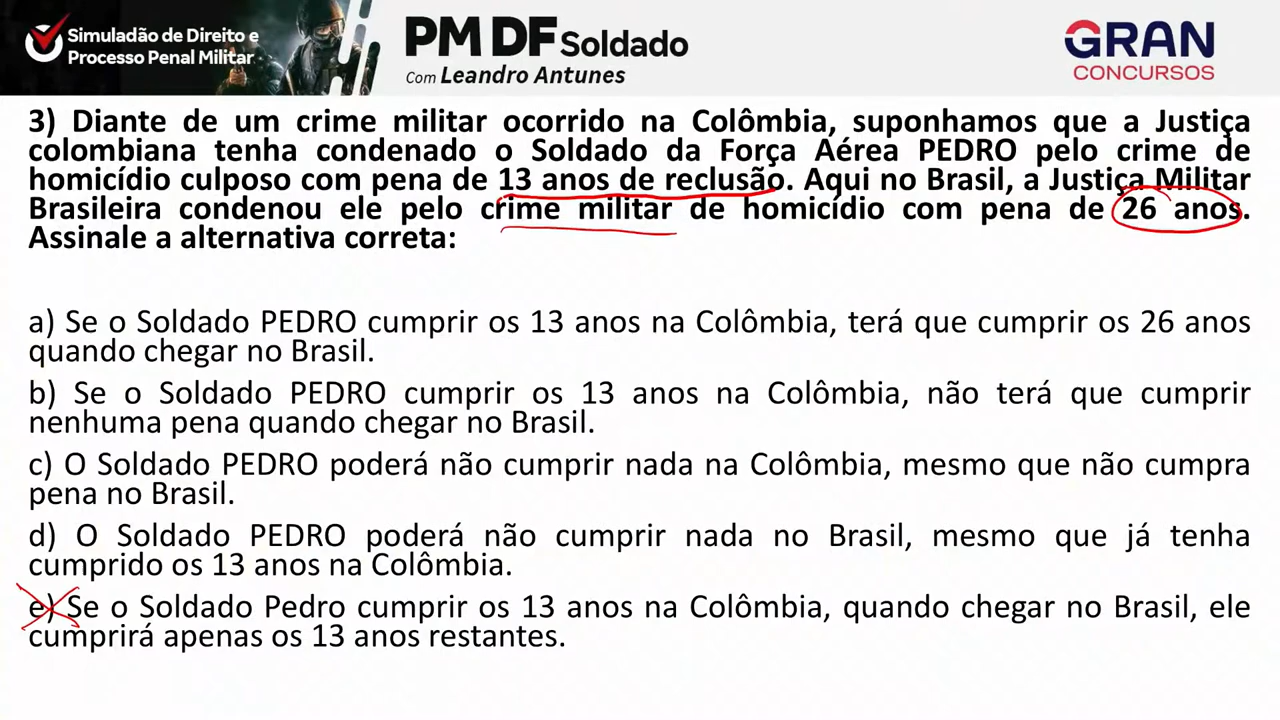 Simuladão de Direito e
Processo Penal Militar
PM DF Soldado
Com Leandro Antunes
GRAN
CONCURSOS
3) Diante de um crime militar ocorrido na Colômbia, suponhamos que a Justiça
colombiana tenha condenado o Soldado da Força Aérea PEDRO pelo crime de
homicídio culposo com pena de 13 anos de reclusão. Aqui no Brasil, a Justiça Militar
Brasileira condenou ele pelo crime militar de homicídio com pena de 26 anos.
Assinale a alternativa correta:
a) Se o Soldado PEDRO cumprir os 13 anos na Colômbia, terá que cumprir os 26 anos
quando chegar no Brasil.
b) Se o Soldado PEDRO cumprir os 13 anos na Colômbia, não terá que cumprir
nenhuma pena quando chegar no Brasil.
c) O Soldado PEDRO poderá não cumprir nada na Colômbia, mesmo que não cumpra
pena no Brasil.
d) O Soldado PEDRO poderá não cumprir nada no Brasil, mesmo que já tenha
cumprido os 13 anos na Colômbia.
e) Se o Soldado Pedro cumprir os 13 anos na Colômbia, quando chegar no Brasil, ele
cumprirá apenas os 13 anos restantes.